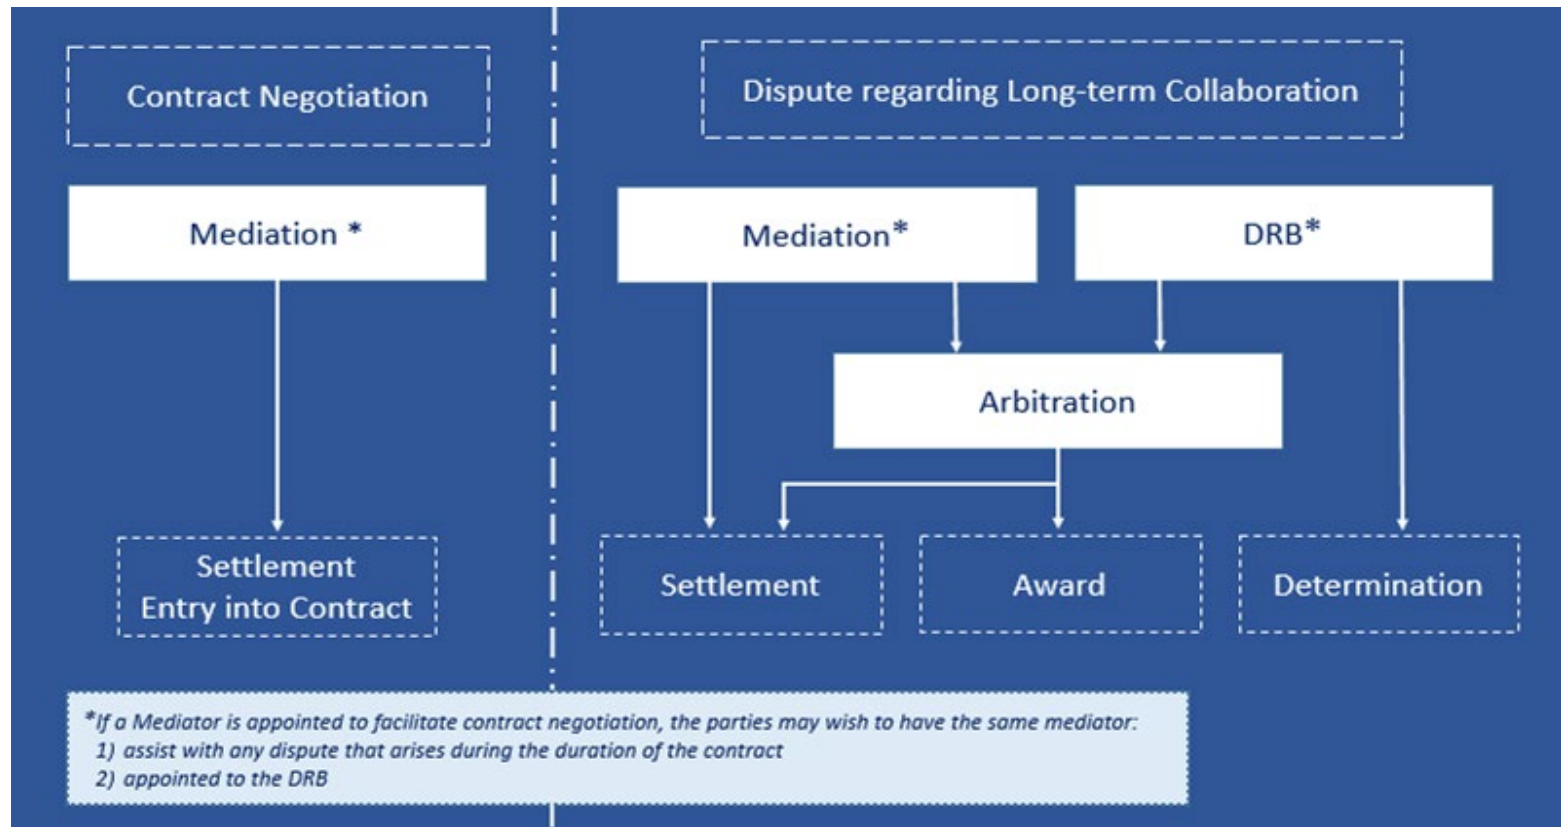 Contract Negotiation
Dispute regarding Long-term Collaboration
Mediation *
Mediation*
DRB*
Arbitration
Settlement
Entry into Contract
Settlement
Award
Determination
*If a Mediator is appointed to facilitate contract negotiation, the parties may wish to have the same mediator:
1) assist with any dispute that arises during the duration of the contract
2) appointed to the DRB